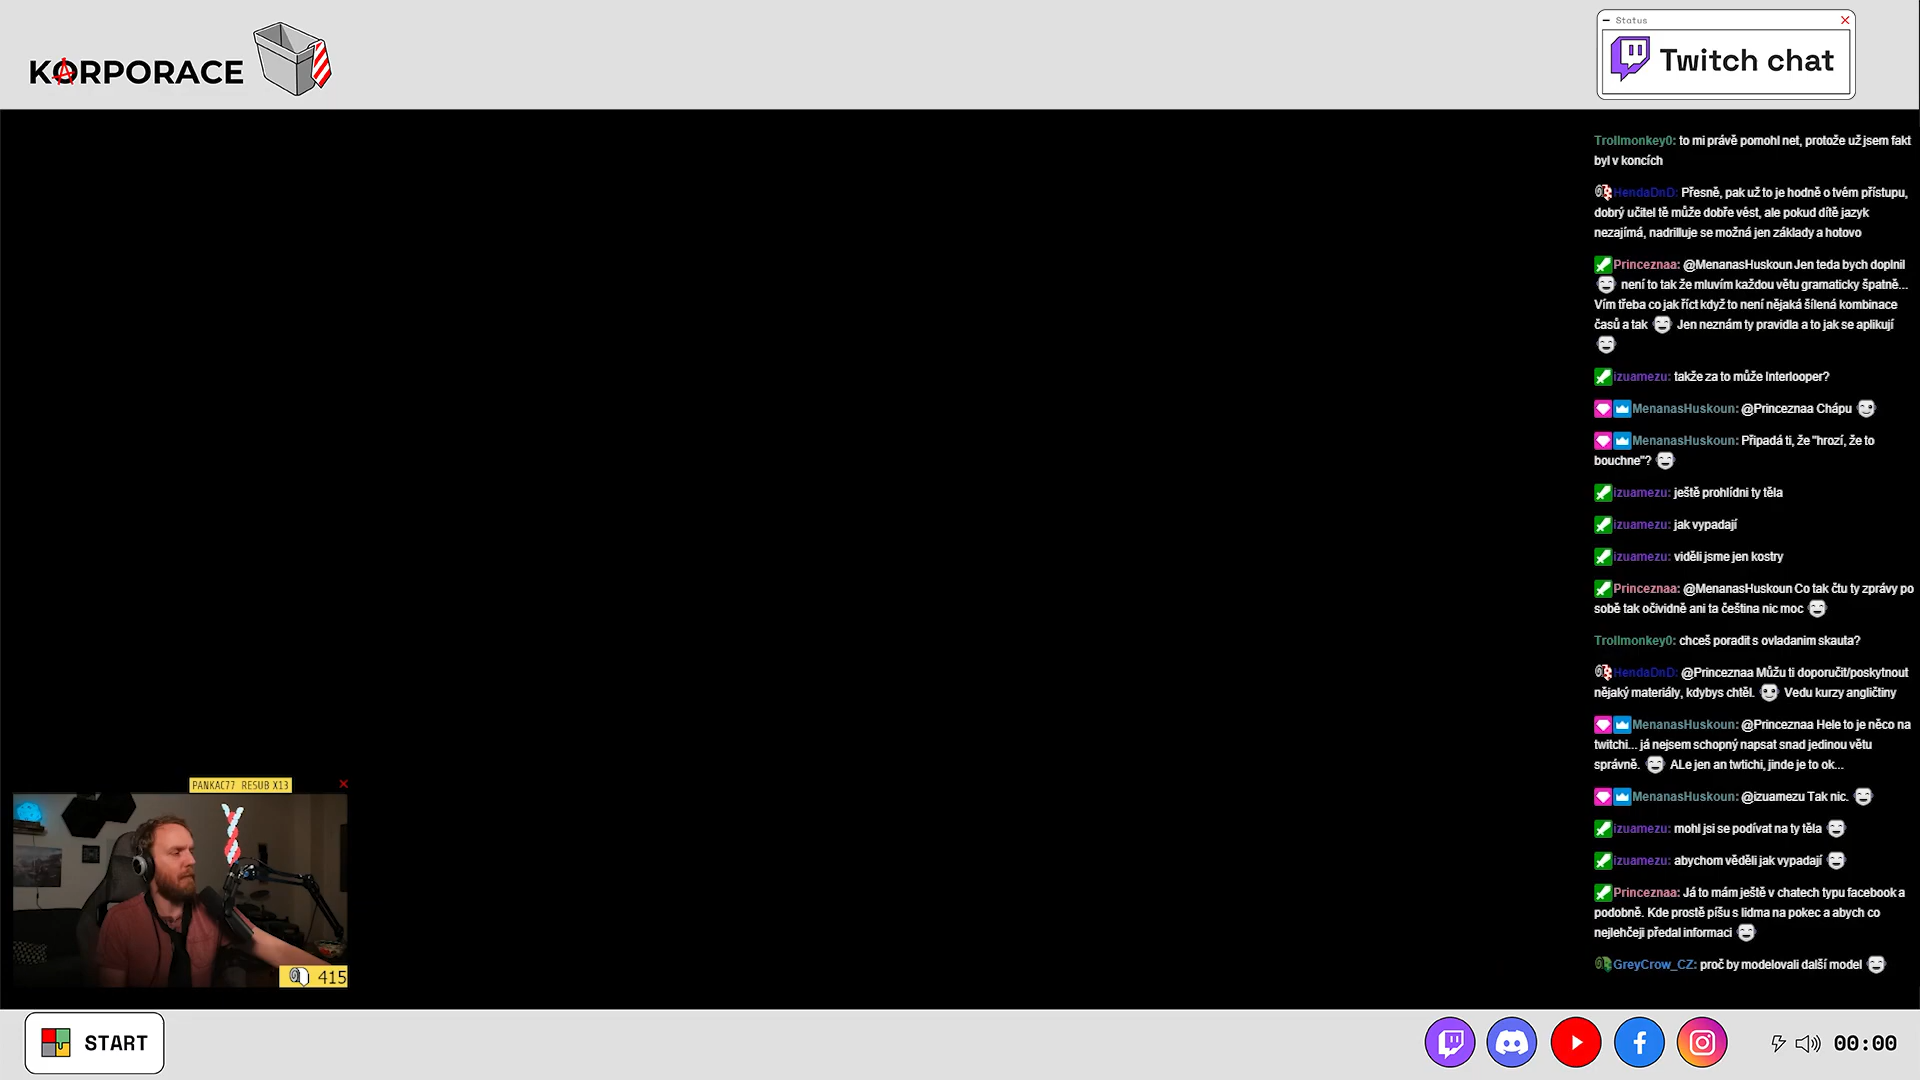 KORPORACE
Status
Twitch chat
Trollmonkey0: to mi právě pomohl net, protože už jsem fakt
byl v koncích
HendaDnD: Přesně, pak už to je hodně o tvém přístupu,
dobrý učitel tě může dobře vést, ale pokud dítě jazyk
nezajímá, nadrilluje se možná jen základy a hotovo
Princeznaa: @MenanasHuskoun Jen teda bych doplnil
není to tak že mluvím každou větu gramaticky špatně...
Vím třeba co jak říct když to není nějaká šílená kombinace
časů a tak Jen neznám ty pravidla a to jak se aplikují
izuamezu: takže za to může Interlooper?
MenanasHuskoun: @Princeznaa Chápu
MenanasHuskoun: Připadá ti, že "hrozí, že to
bouchne"?
izuamezu: ještě prohlídni ty těla
izuamezu: jak vypadají
izuamezu: viděli jsme jen kostry
Princeznaa: @MenanasHuskoun Co tak čtu ty zprávy po
sobě tak očividně ani ta čeština nic moc
Trollmonkey0: chceš poradit s ovladanim skauta?
HendaDnD: @Princeznaa Můžu ti doporučit/poskytnout
nějaký materiály, kdybys chtěl. Vedu kurzy angličtiny
MenanasHuskoun: @Princeznaa Hele to je něco na
twitchi... já nejsem schopný napsat snad jedinou větu
správně. ALe jen an twtichi, jinde je to ok...
MenanasHuskoun: @izuamezu Tak nic.
izuamezu: mohl jsi se podívat na ty těla
izuamezu: abychom věděli jak vypadají
Princeznaa: Já to mám ještě v chatech typu facebook a
podobně. Kde prostě píšu s lidma na pokec a abych co
nejlehčeji předal informaci
GreyCrow_CZ: proč by modelovali další model
PANKAC77 RESUB X13
415
START
00:00